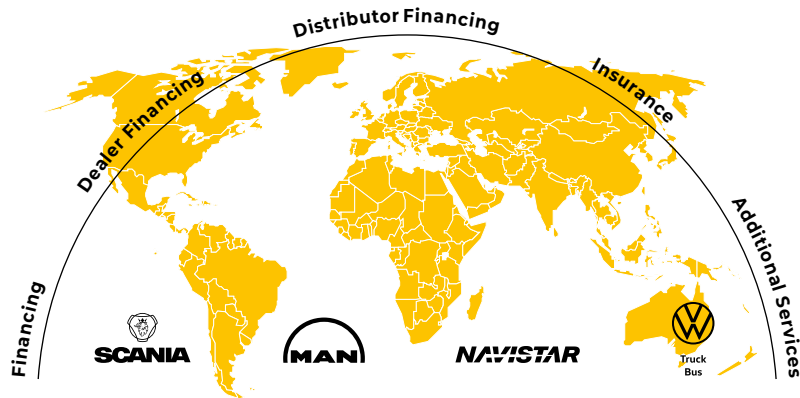 Financing
Dealer Financing
Distributor Financing
Insurance
Additional Services
SCANIA
MAN
NAVISTAR
Truck
Bus